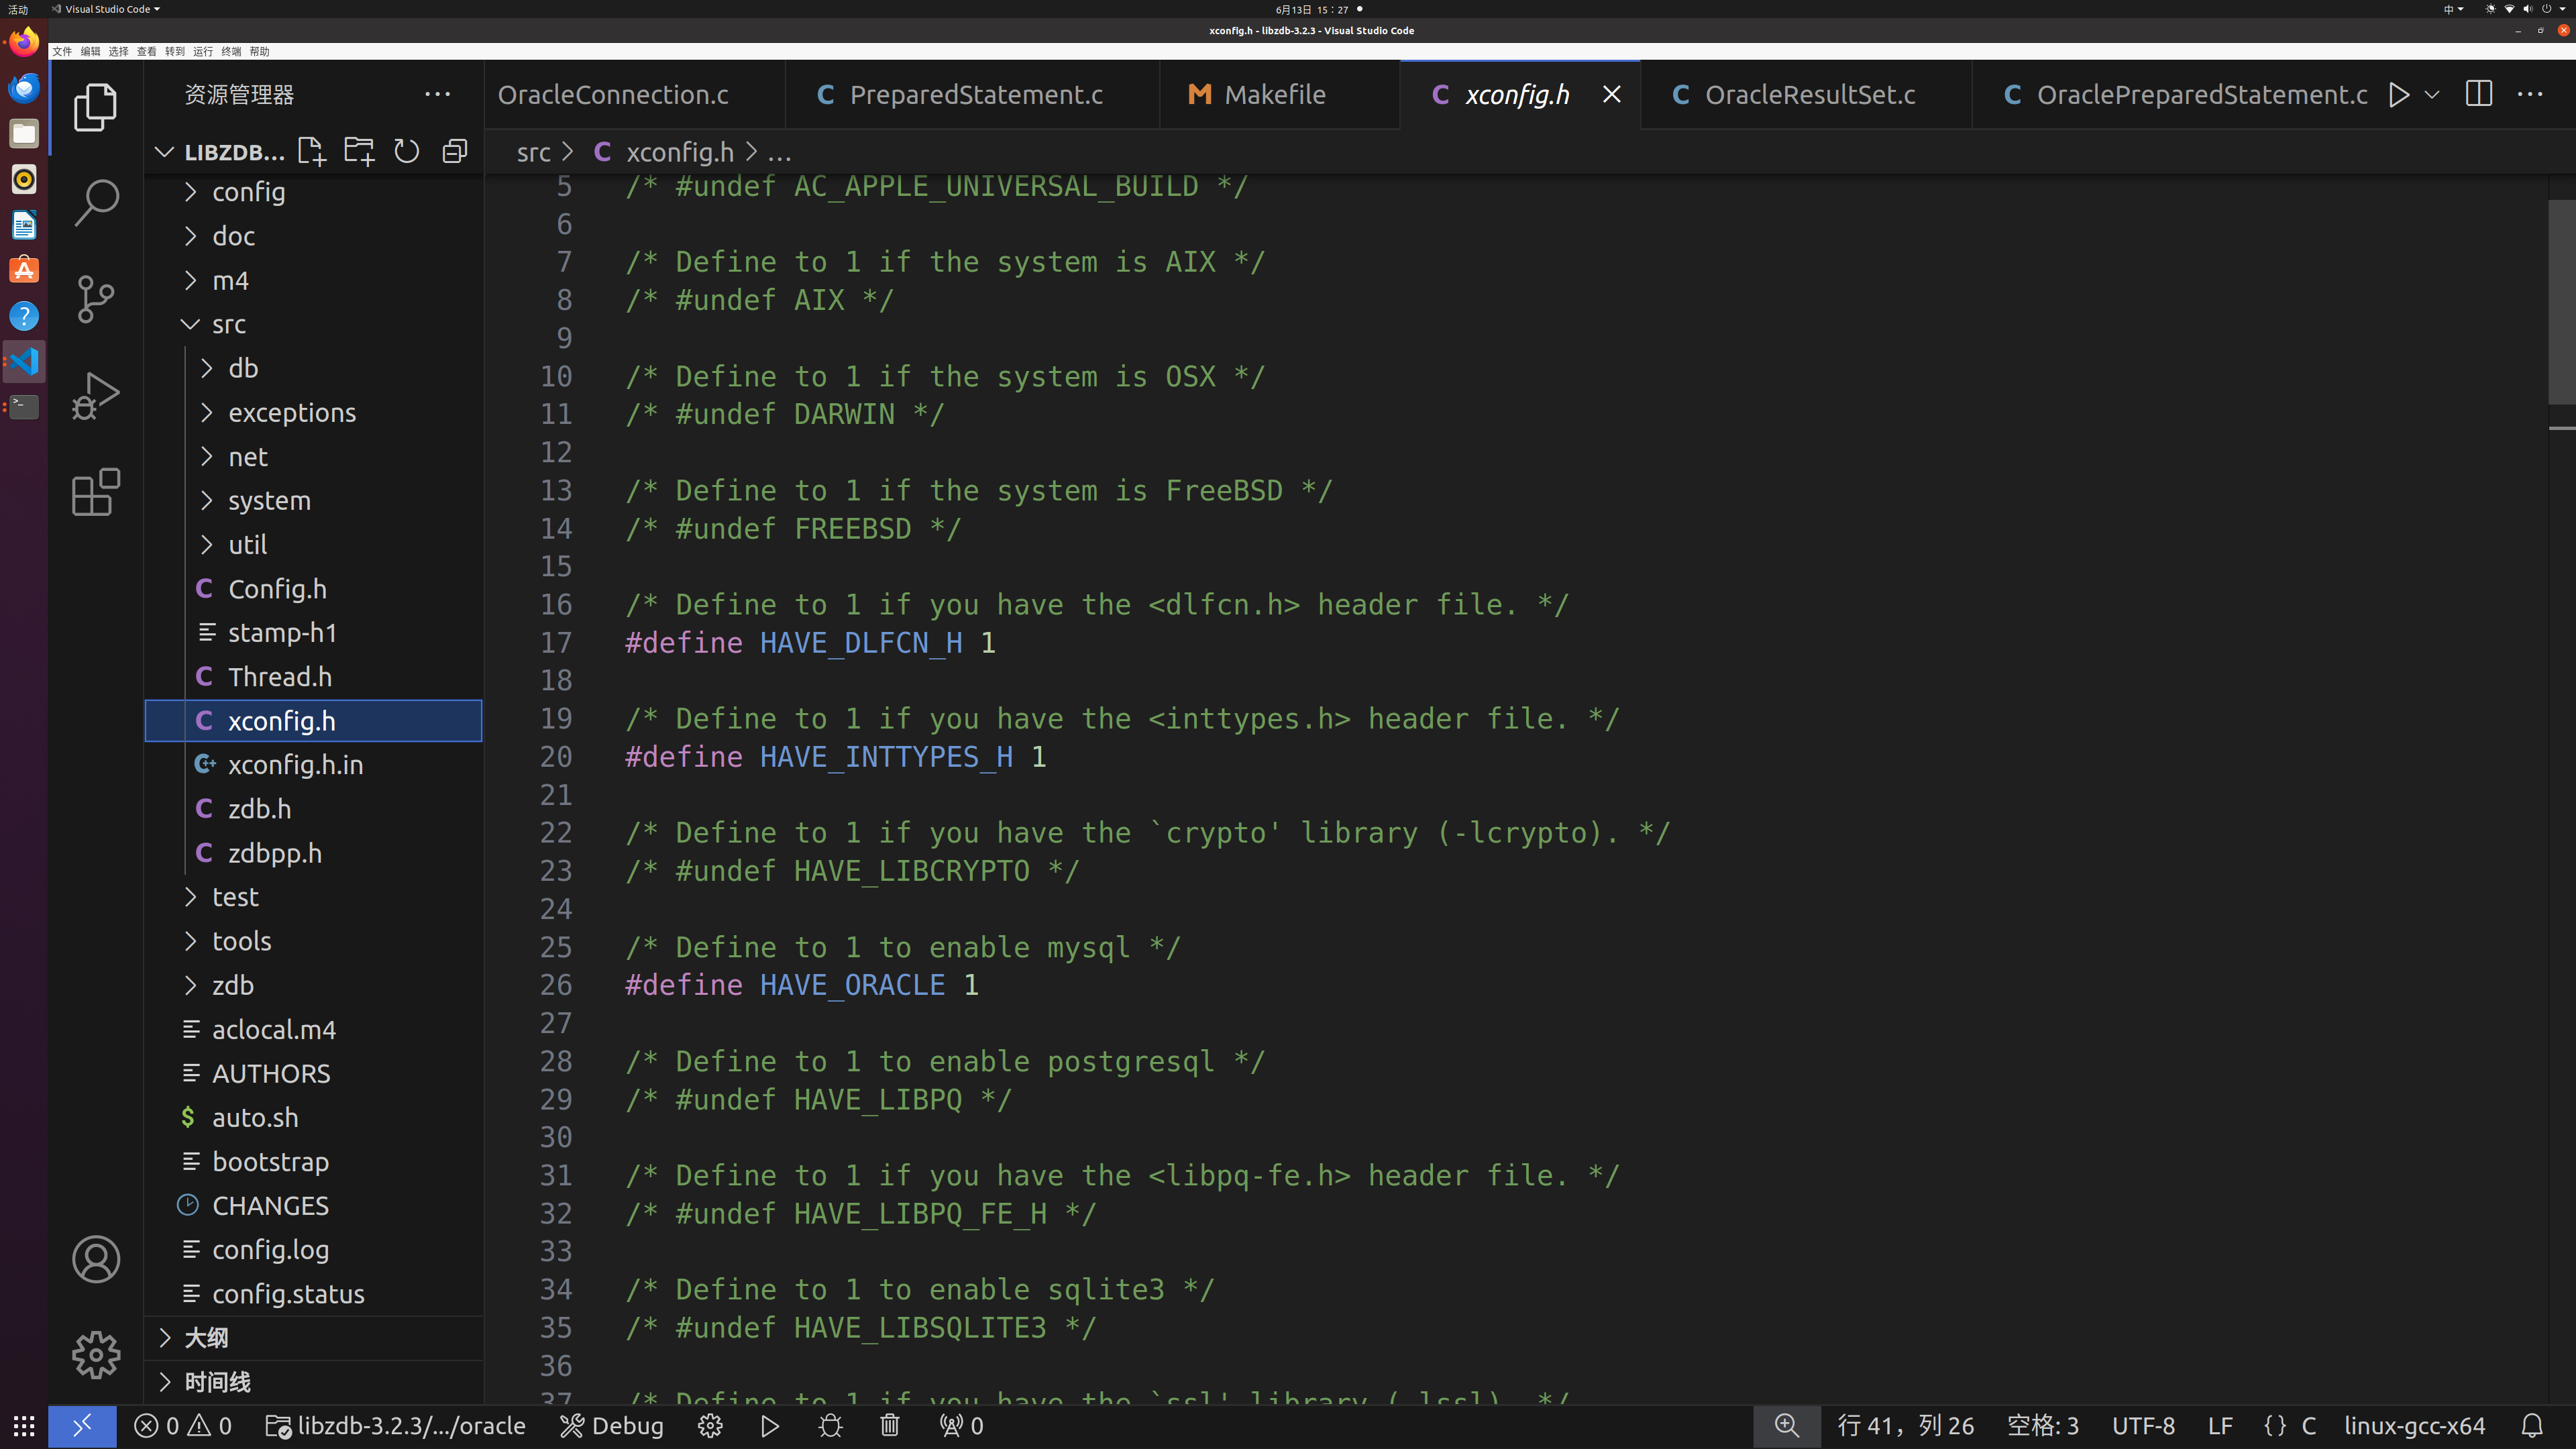 活动 Visual Studio Code 6月13日 15：27 中
xconfig.h - libzdb-3.2.3 - Visual Studio Code
文件 编辑 选择 查看 转到 运行 终端 帮助
资源管理器
LIBZDB...
config
doc
m4
src
db
exceptions
net
system
util
Config.h
stamp-h1
Thread.h
xconfig.h
xconfig.h.in
zdb.h
zdbpp.h
test
tools
zdb
aclocal.m4
AUTHORS
auto.sh
bootstrap
CHANGES
config.log
config.status
大纲
时间线
OracleConnection.c PreparedStatement.c Makefile xconfig.h OracleResultSet.c OraclePreparedStatement.c
src > xconfig.h > ...
5 /* #undef AC_APPLE_UNIVERSAL_BUILD */
6
7 /* Define to 1 if the system is AIX */
8 /* #undef AIX */
9
10 /* Define to 1 if the system is OSX */
11 /* #undef DARWIN */
12
13 /* Define to 1 if the system is FreeBSD */
14 /* #undef FREEBSD */
15
16 /* Define to 1 if you have the <dlfcn.h> header file. */
17 #define HAVE_DLFCN_H 1
18
19 /* Define to 1 if you have the <inttypes.h> header file. */
20 #define HAVE_INTTYPES_H 1
21
22 /* Define to 1 if you have the `crypto' library (-lcrypto). */
23 /* #undef HAVE_LIBCRYPTO */
24
25 /* Define to 1 to enable mysql */
26 #define HAVE_ORACLE 1
27
28 /* Define to 1 to enable postgresql */
29 /* #undef HAVE_LIBPQ */
30
31 /* Define to 1 if you have the <libpq-fe.h> header file. */
32 /* #undef HAVE_LIBPQ_FE_H */
33
34 /* Define to 1 to enable sqlite3 */
35 /* #undef HAVE_LIBSQLITE3 */
36
37 /* Define to 1 if you have the `ssl' library (-lssl). */
0 0 libzdb-3.2.3/.../oracle Debug 0 行 41，列 26 空格: 3 UTF-8 LF {} C linux-gcc-x64